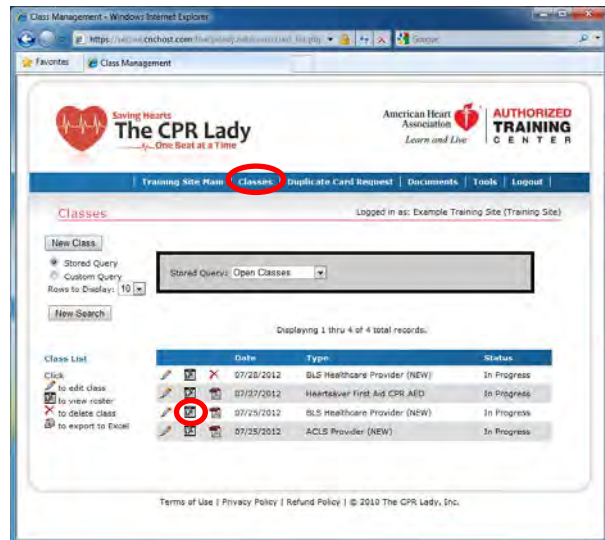 Class Management - Windows Internet Explorer
https://
cnchost.com
Google
Favorites
Class Management
Saving Hearts
The CPR Lady
One Beat at a Time
American Heart
Association
Learn and Live
AUTHORIZED
TRAINING
CENTER
| Training Site Main | Classes | Duplicate Card Request | Documents | Tools | Logout |
Classes
Logged in as: Example Training Site (Training Site)
New Class
Stored Query
Custom Query
Rows to Display: 10
Stored Query: Open Classes
New Search
Displaying 1 thru 4 of 4 total records.
Class List
Click
to edit class
to view roster
to delete class
to export to Excel
Date Type Status
07/28/2012 BLS Healthcare Provider (NEW) In Progress
07/27/2012 Heartsaver First Aid CPR AED In Progress
07/25/2012 BLS Healthcare Provider (NEW) In Progress
07/25/2012 ACLS Provider (NEW) In Progress
Terms of Use | Privacy Policy | Refund Policy | © 2010 The CPR Lady, Inc.